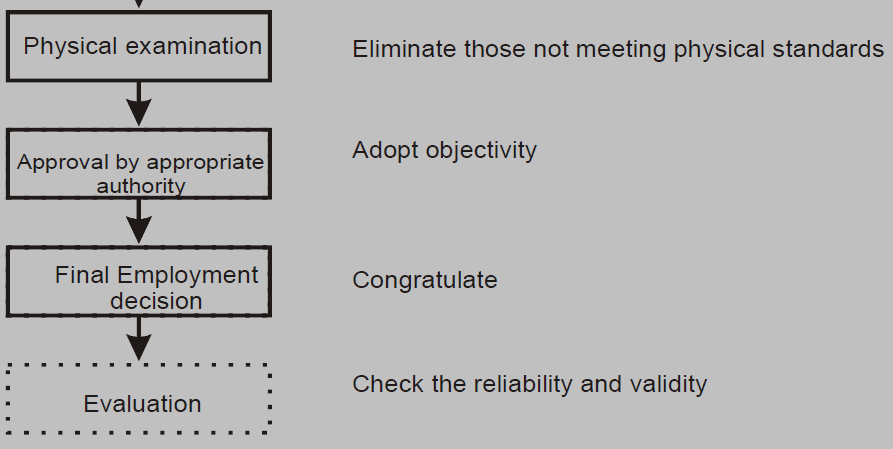 Physical examination
Eliminate those not meeting physical standards
Approval by appropriate
authority
Adopt objectivity
Final Employment
decision
Congratulate
Evaluation
Check the reliability and validity